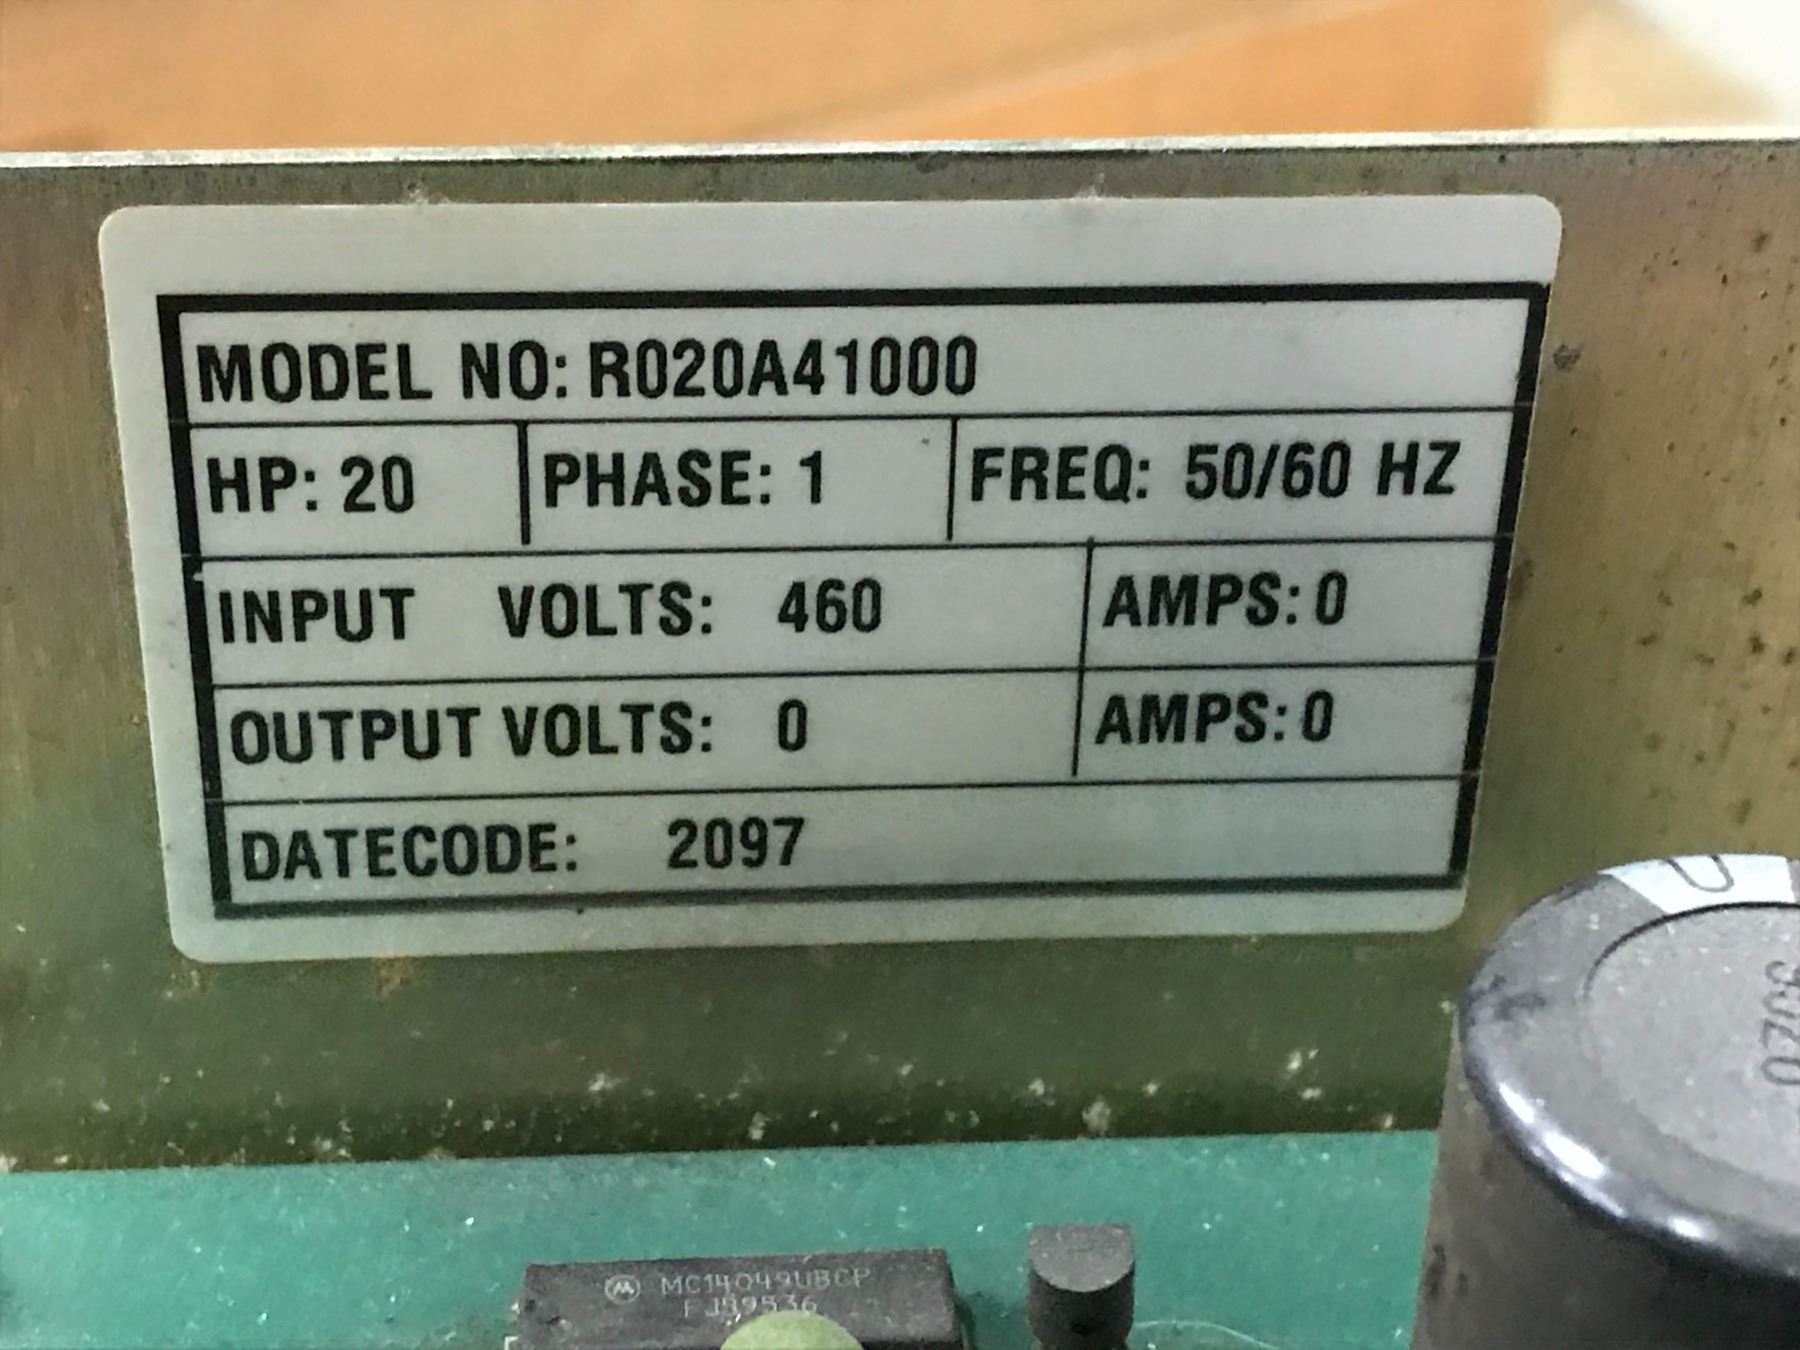 MODEL NO: R020A41000
HP: 20 PHASE: 1 FREQ: 50/60 HZ
INPUT VOLTS: 460 AMPS: 0
OUTPUT VOLTS: 0 AMPS: 0
DATECODE: 2097
MC14049UBCP